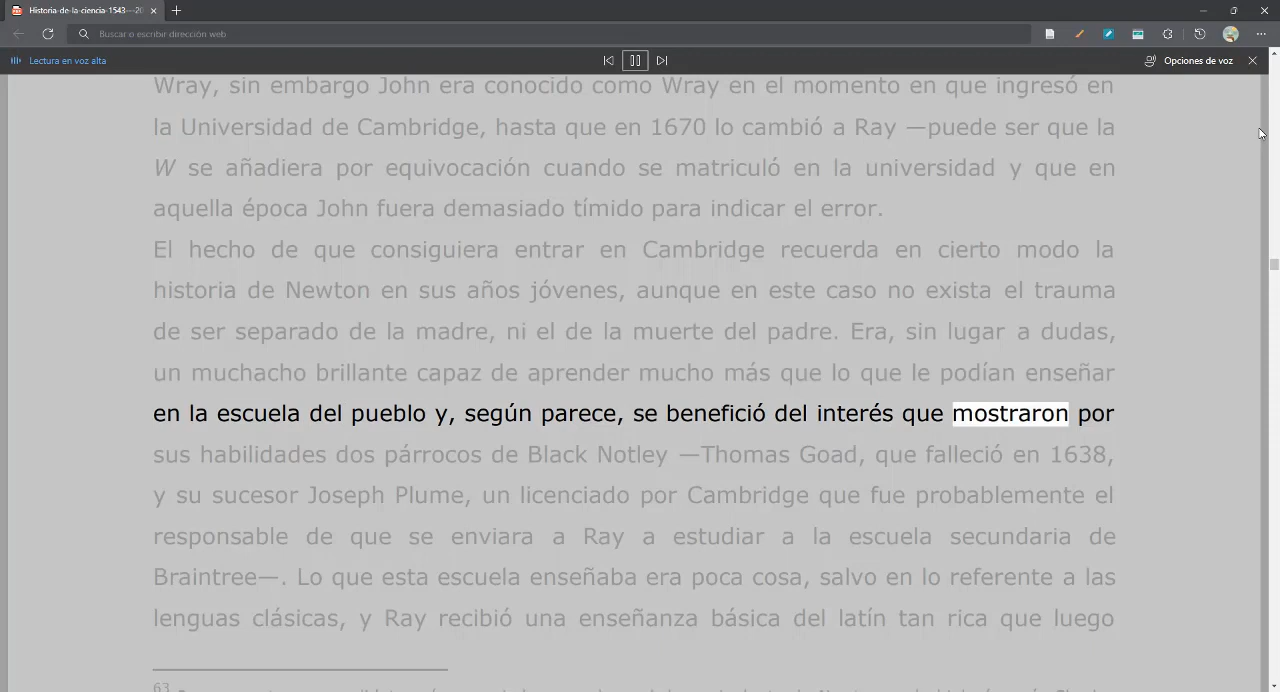 Historia-de-la-ciencia-1543---20
Buscar o escribir dirección web
Lectura en voz alta
Opciones de voz
Wray, sin embargo John era conocido como Wray en el momento en que ingresó en
la Universidad de Cambridge, hasta que en 1670 lo cambió a Ray —puede ser que la
W se añadiera por equivocación cuando se matriculó en la universidad y que en
aquella época John fuera demasiado tímido para indicar el error.
El hecho de que consiguiera entrar en Cambridge recuerda en cierto modo la
historia de Newton en sus años jóvenes, aunque en este caso no exista el trauma
de ser separado de la madre, ni el de la muerte del padre. Era, sin lugar a dudas,
un muchacho brillante capaz de aprender mucho más que lo que le podían enseñar
en la escuela del pueblo y, según parece, se benefició del interés que mostraron por
sus habilidades dos párrocos de Black Notley —Thomas Goad, que falleció en 1638,
y su sucesor Joseph Plume, un licenciado por Cambridge que fue probablemente el
responsable de que se enviara a Ray a estudiar a la escuela secundaria de
Braintree—. Lo que esta escuela enseñaba era poca cosa, salvo en lo referente a las
lenguas clásicas, y Ray recibió una enseñanza básica del latín tan rica que luego
63